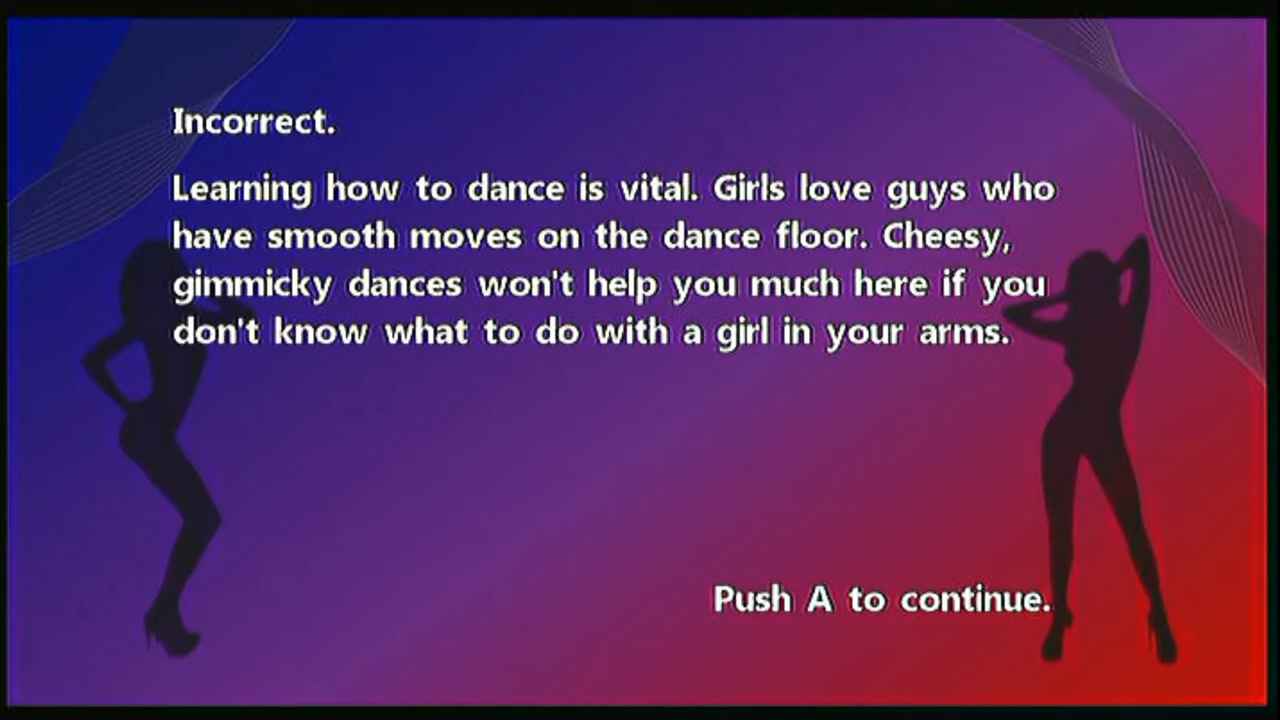 Incorrect.
Learning how to dance is vital. Girls love guys who
have smooth moves on the dance floor. Cheesy,
gimmicky dances won't help you much here if you
don't know what to do with a girl in your arms.
Push A to continue.